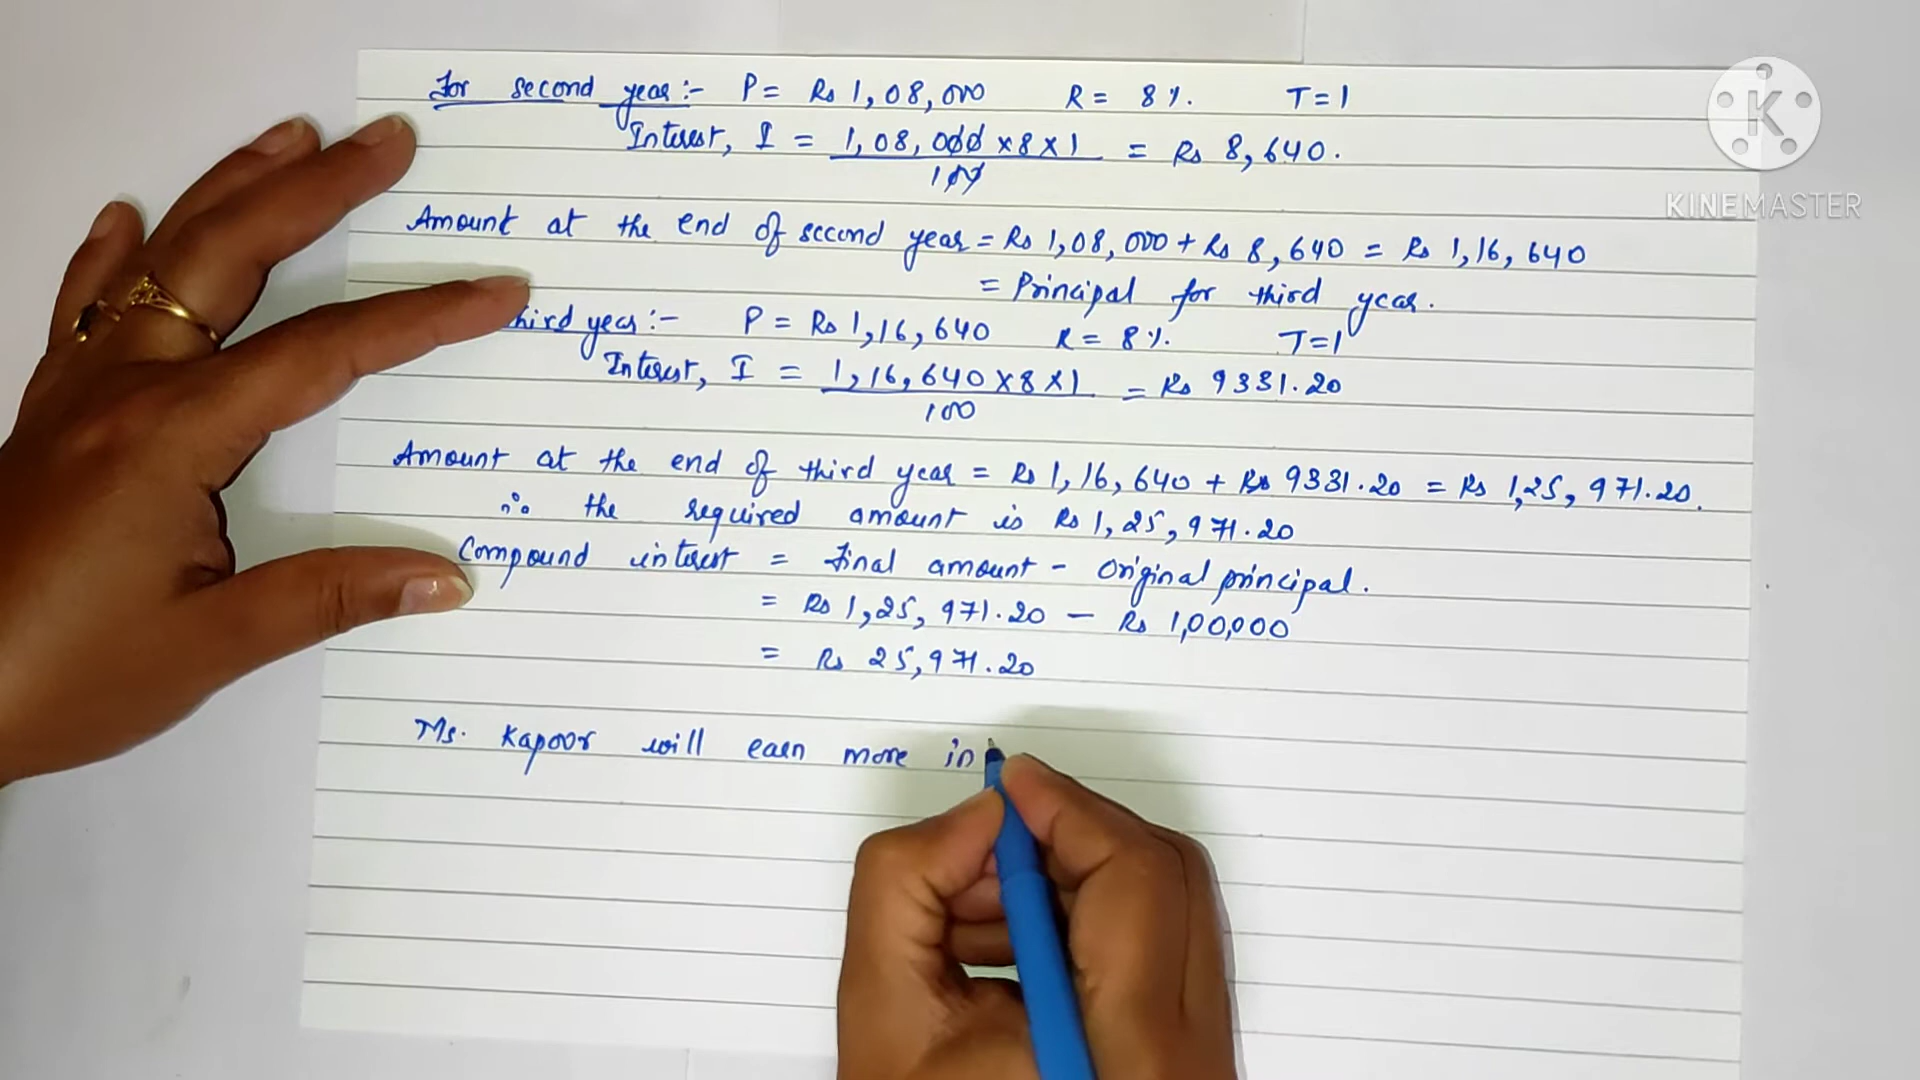 For second year:- P = Rs 1,08,000 R = 8%. T=1
Interest, I = 1,08,000 × 8 × 1 = Rs 8,640.
100
Amount at the end of second year = Rs 1,08,000 + Rs 8,640 = Rs 1,16,640
= Principal for third year.
third year:- P = Rs 1,16,640 R = 8%. T=1
Interest, I = 1,16,640 × 8 × 1 = Rs 9331.20
100
Amount at the end of third year = Rs 1,16,640 + Rs 9331.20 = Rs 1,25,971.20.
∴ the required amount is Rs 1,25,971.20
Compound interest = Final amount - Original principal.
= Rs 1,25,971.20 - Rs 1,00,000
= Rs 25,971.20
Ms. Kapoor will earn more in
K
KINEMASTER